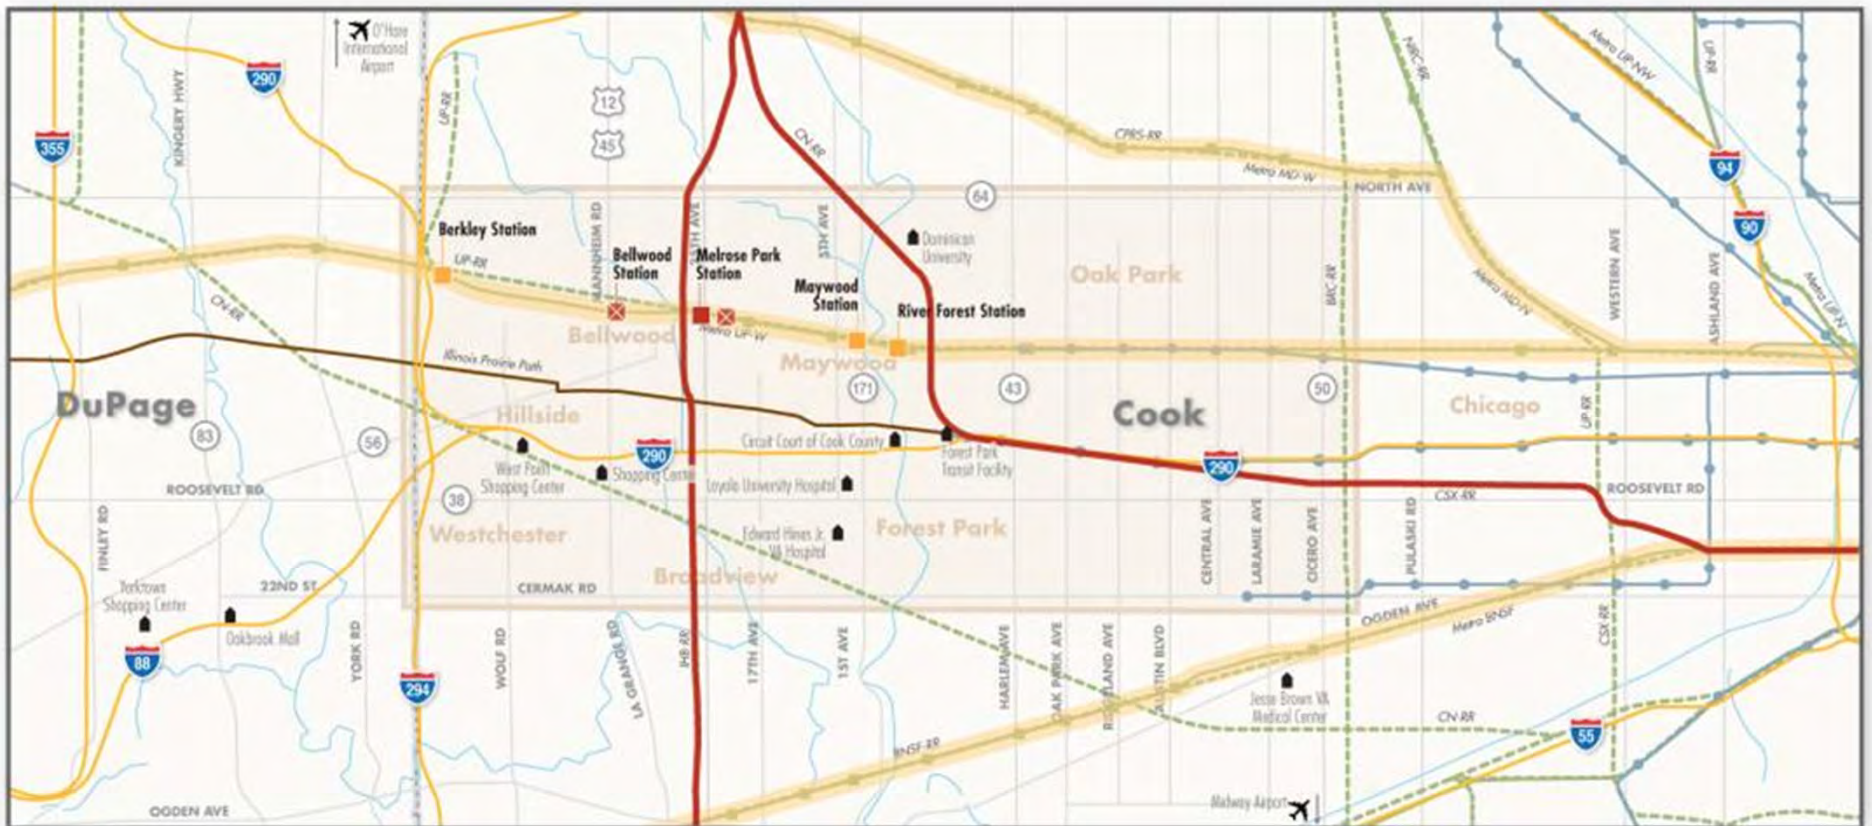 O'Hare
International
Airport
290
355
KINGERY HWY
UP-RR
12
45
CN-RR
CPRS-RR
Metro MD-W
NORTH AVE
NIRC-RR
Metro UP-NW
UP-RR
94
90
64
Berkley Station
UP-RR
MANNHEIM RD
Bellwood
Station
25TH AVE
Melrose Park
Station
5TH AVE
Dominican
University
Maywood
Station
River Forest Station
Oak Park
BRC-RR
Metro MD-N
WESTERN AVE
ASHLAND AVE
Metro UP-N
CN-RR
Bellwood
Metro UP-W
Maywood
Illinois Prairie Path
171
43
50
DuPage
Hillside
Cook
Chicago
UP-RR
83
56
290
Circuit Court of Cook County
Forest Park
Transit Facility
West Point
Shopping Center
Shopping Center
Loyola University Hospital
290
ROOSEVELT RD
38
CSX-RR
ROOSEVELT RD
FINLEY RD
Westchester
Edward Hines Jr.
VA Hospital
Forest Park
CENTRAL AVE
LARAMIE AVE
CICERO AVE
PULASKI RD
Broadview
Yorktown
Shopping Center
22ND ST
CERMAK RD
Oakbrook Mall
OGDEN AVE
Metro BNSF
CSX RR
88
YORK RD
294
WOLF RD
LA GRANGE RD
IHB RR
17TH AVE
1ST AVE
HARLEM AVE
OAK PARK AVE
RIDGELAND AVE
AUSTIN BLVD
Jesse Brown VA
Medical Center
CN-RR
55
BNSF-RR
OGDEN AVE
Midway Airport